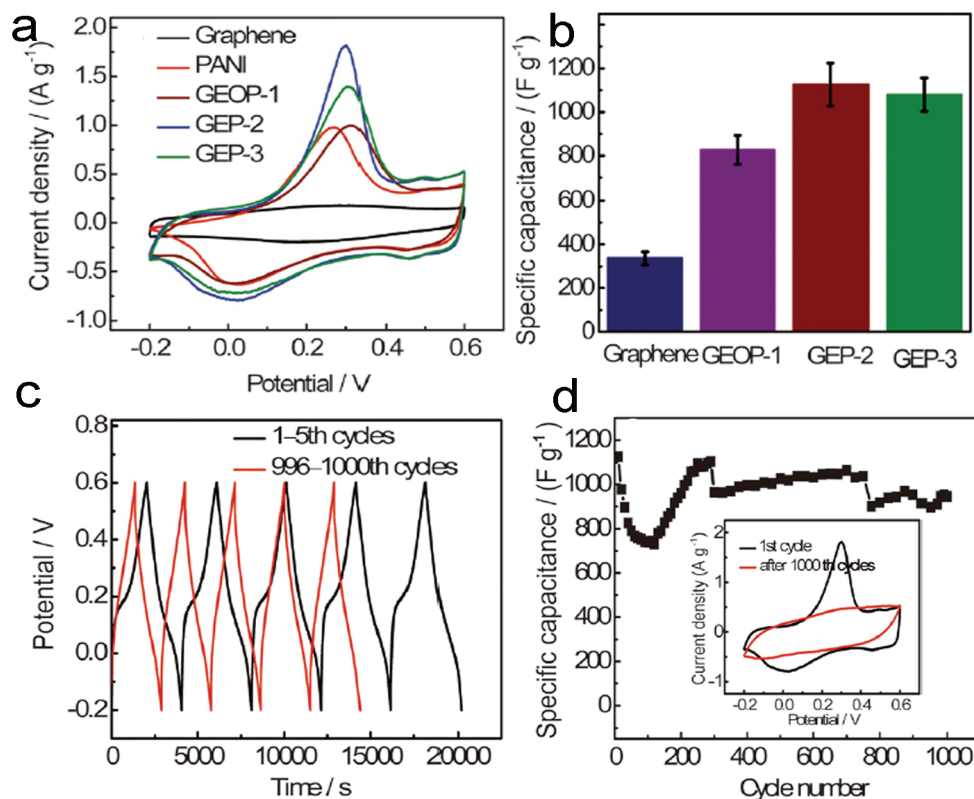 a
Current density / (A g⁻¹)
2.0
1.5
1.0
0.5
0.0
-0.5
-1.0
Graphene
PANI
GEOP-1
GEP-2
GEP-3
-0.2 0.0 0.2 0.4 0.6
Potential / V
b
Specific capacitance / (F g⁻¹)
1200
1000
800
600
400
200
0
Graphene GEOP-1 GEP-2 GEP-3
c
Potential / V
0.8
0.6
0.4
0.2
0.0
-0.2
1–5th cycles
996–1000th cycles
0 5000 10000 15000 20000
Time / s
d
Specific capacitance / (F g⁻¹)
1200
1000
800
600
400
200
0
0 200 400 600 800 1000
Cycle number
Current density (A g⁻¹)
2
1
0
-1
1st cycle
after 1000 th cycles
-0.2 0.0 0.2 0.4 0.6
Potential / V